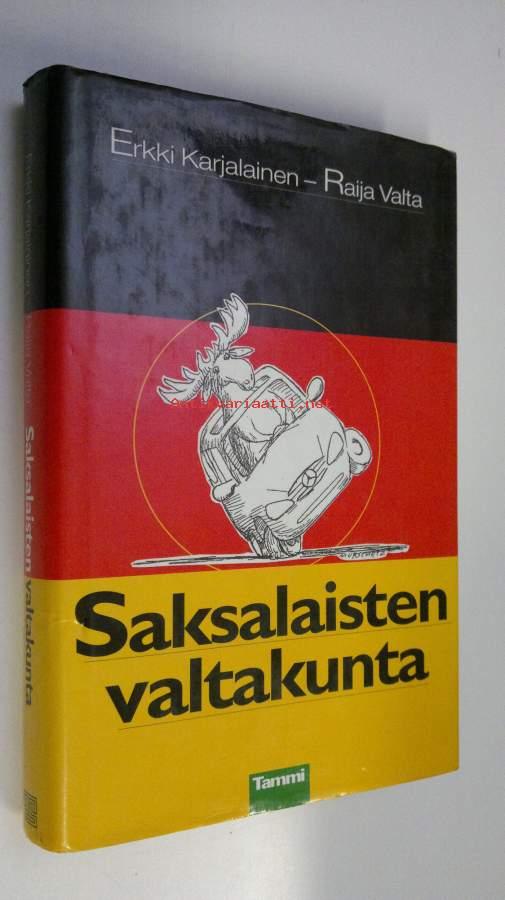 Erkki Karjalainen – Raija Valta
Antikvariaatti.net
Saksalaisten
valtakunta
Tammi
Saksalaisten valtakunta